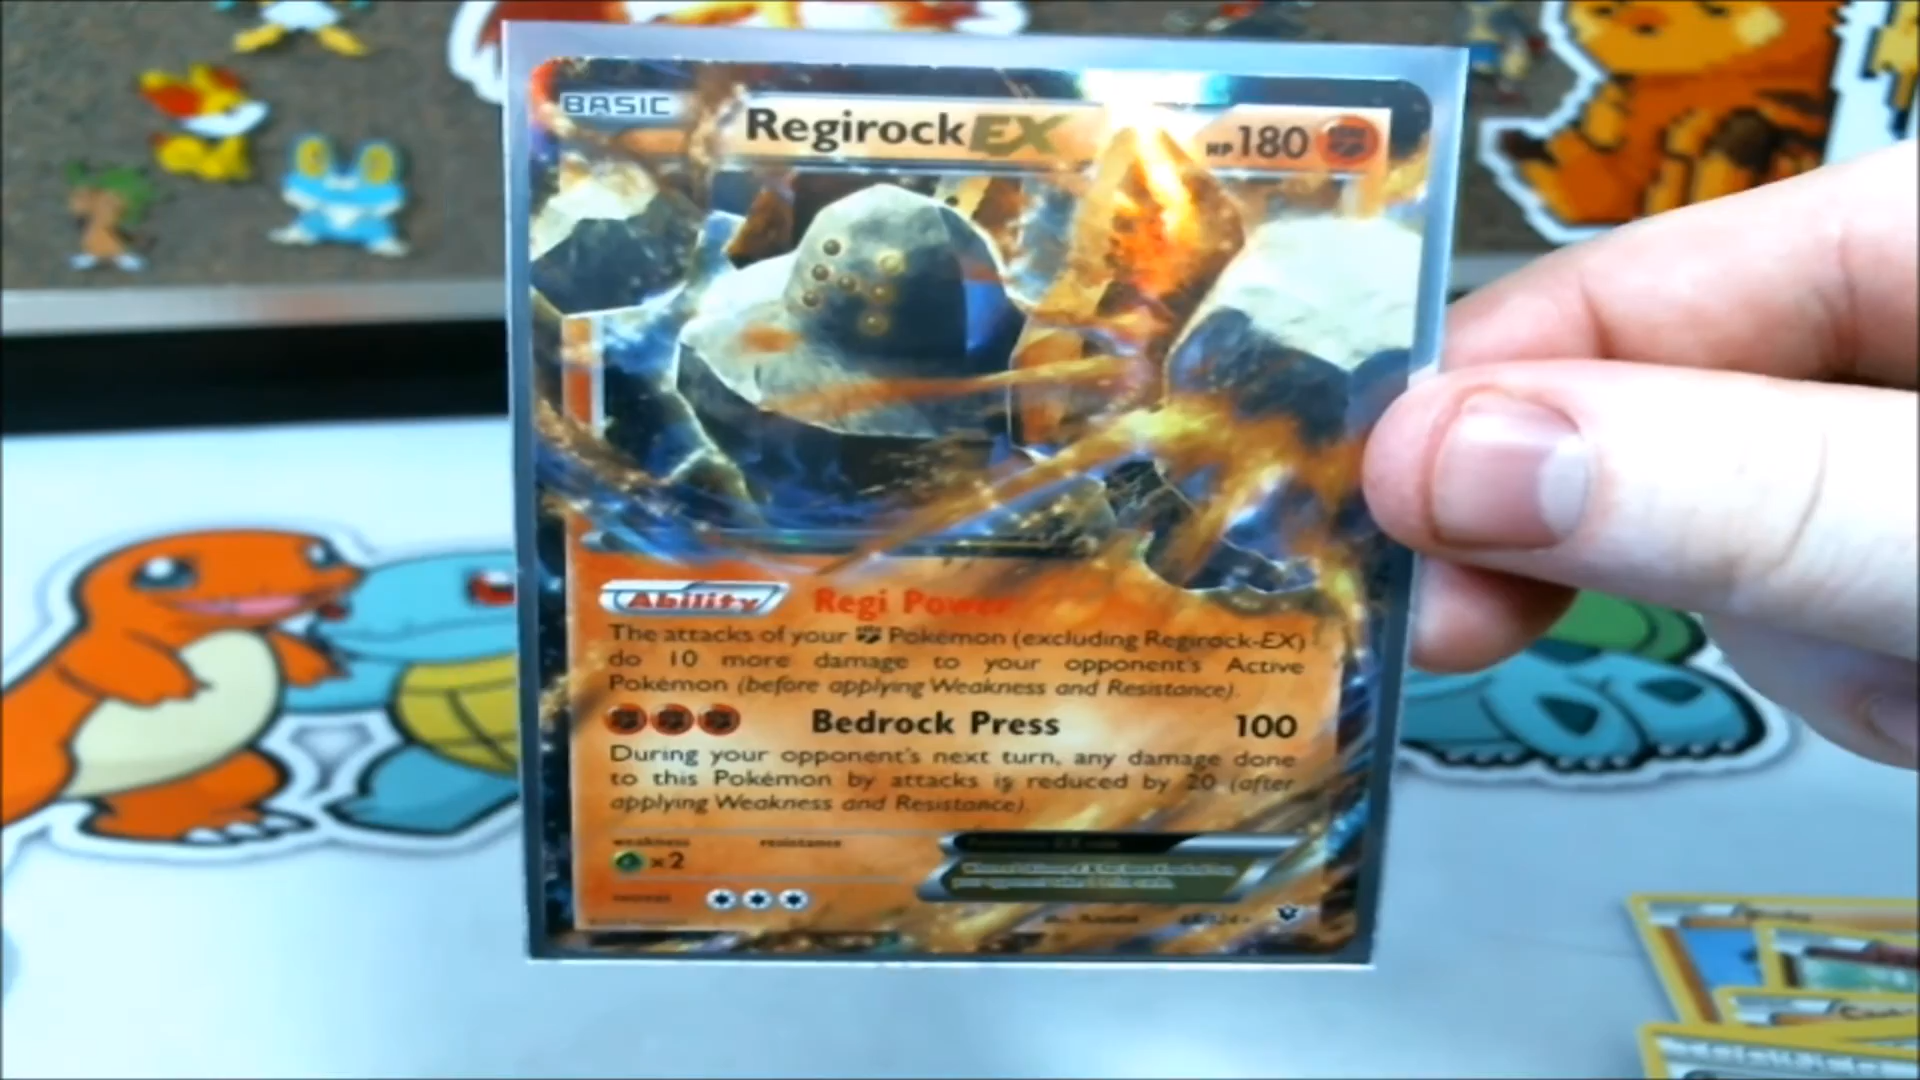 BASIC
Regirock EX
HP 180
Ability Regi Power
The attacks of your Pokémon (excluding Regirock-EX)
do 10 more damage to your opponent's Active
Pokémon (before applying Weakness and Resistance).
Bedrock Press 100
During your opponent's next turn, any damage done
to this Pokémon by attacks is reduced by 20 (after
applying Weakness and Resistance).
weakness resistance
x2